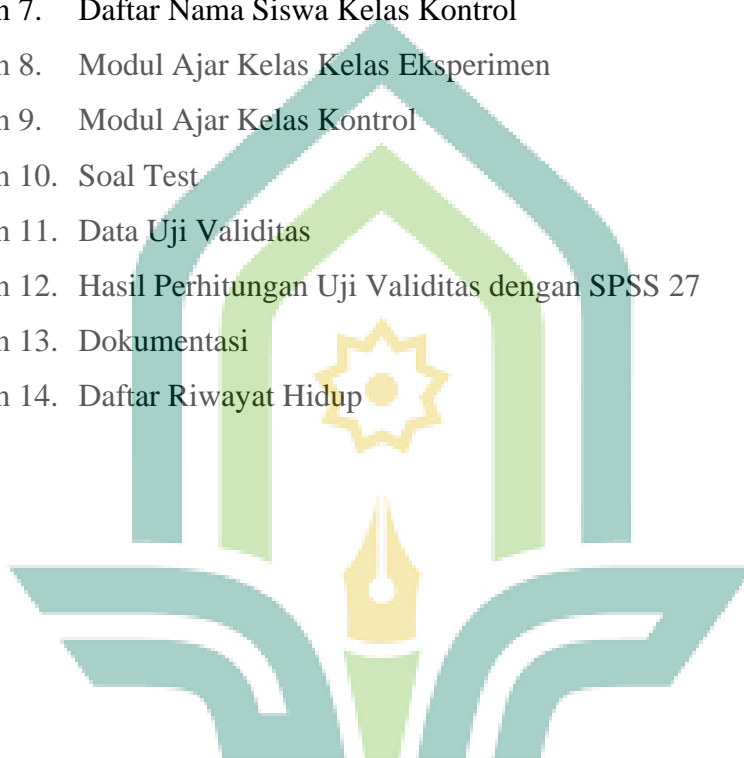 n 7. Daftar Nama Siswa Kelas Kontrol
n 8. Modul Ajar Kelas Kelas Eksperimen
n 9. Modul Ajar Kelas Kontrol
n 10. Soal Test
n 11. Data Uji Validitas
n 12. Hasil Perhitungan Uji Validitas dengan SPSS 27
n 13. Dokumentasi
n 14. Daftar Riwayat Hidup